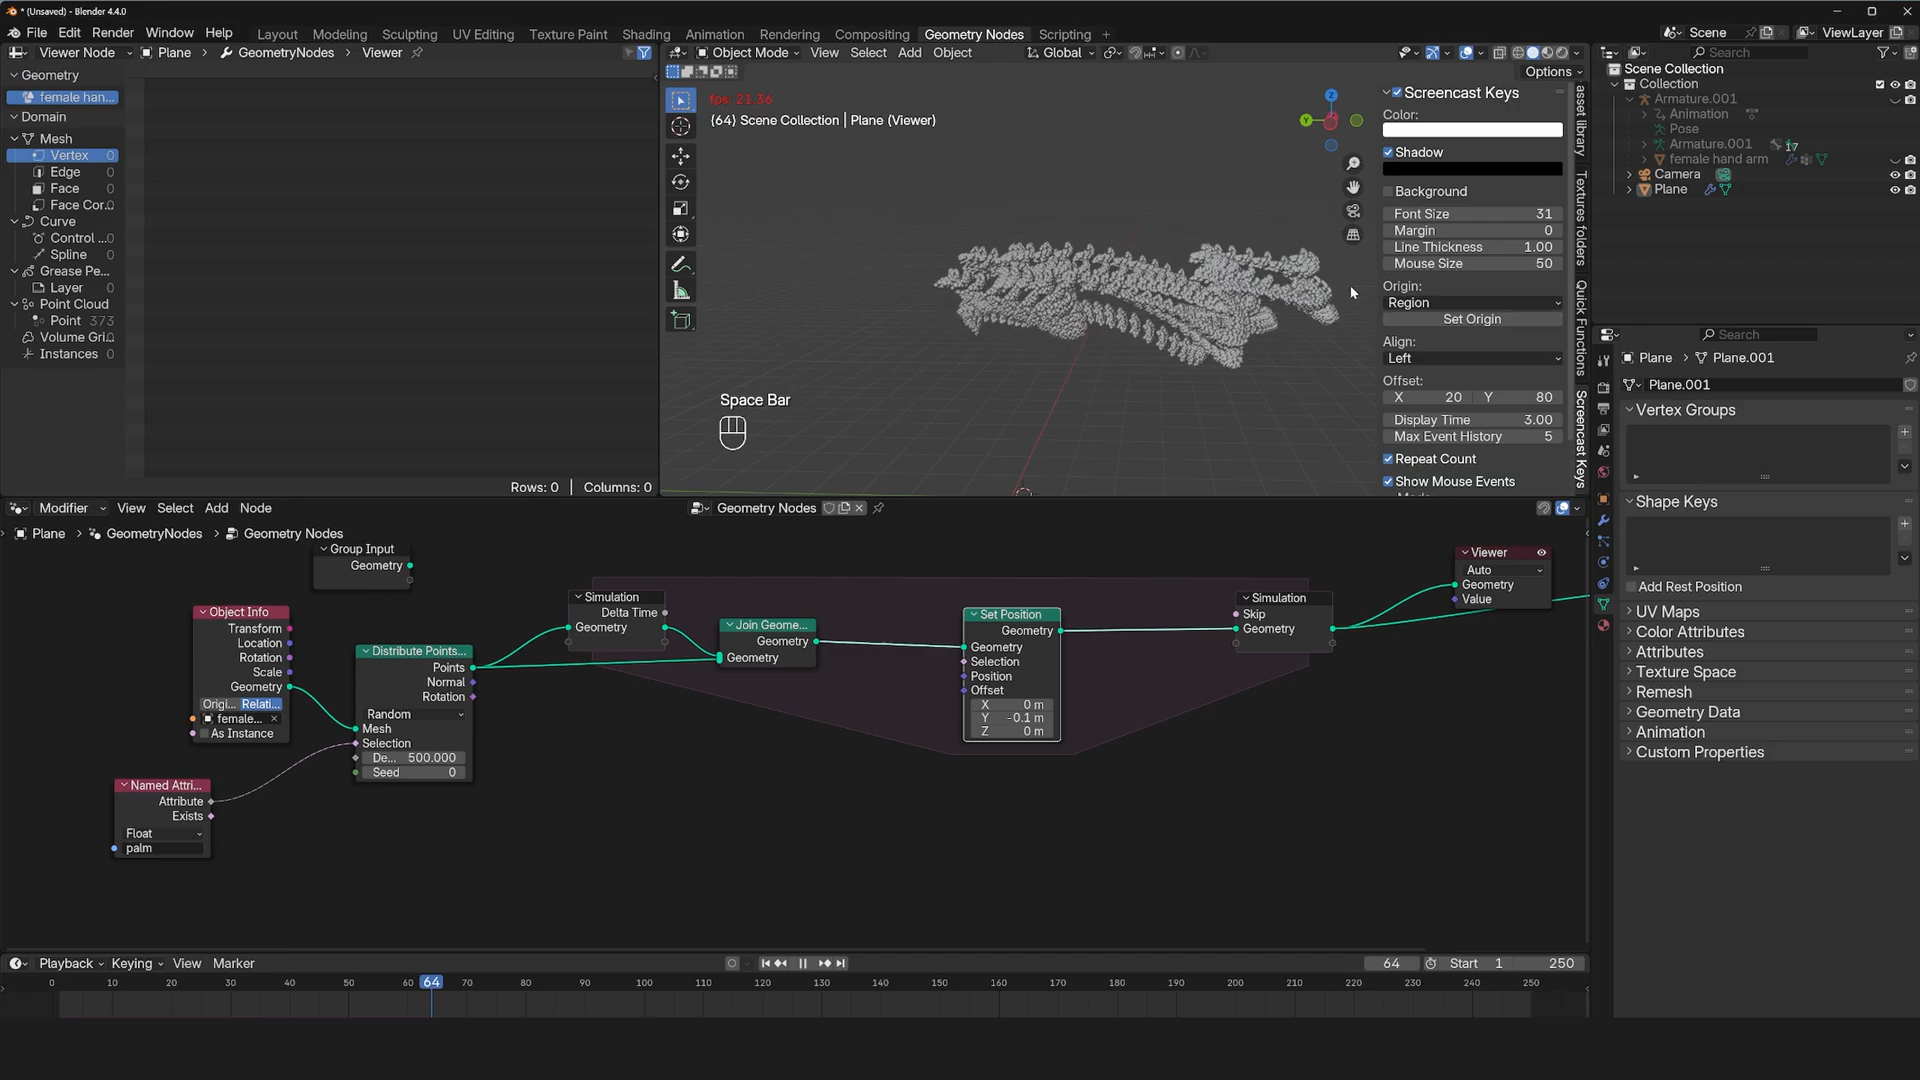 * (Unsaved) - Blender 4.4.0
File Edit Render Window Help Layout Modeling Sculpting UV Editing Texture Paint Shading Animation Rendering Compositing Geometry Nodes Scripting + Scene ViewLayer
Viewer Node Plane > GeometryNodes > Viewer
Object Mode View Select Add Object Global
Search
Options
Geometry
female han...
Domain
Mesh
Vertex 0
Edge 0
Face 0
Face Cor... 0
Curve
Control ... 0
Spline 0
Grease Pe...
Layer 0
Point Cloud
Point 373
Volume Gri... 0
Instances 0
Rows: 0 | Columns: 0
fps: 21.36
(64) Scene Collection | Plane (Viewer)
Z
Y
Space Bar
Screencast Keys
Color:
Shadow
Background
Font Size 31
Margin 0
Line Thickness 1.00
Mouse Size 50
Origin:
Region
Set Origin
Align:
Left
Offset:
X 20 Y 80
Display Time 3.00
Max Event History 5
Repeat Count
Show Mouse Events
asset library
Textures folders
Quick Functions
Screencast Keys
Scene Collection
Collection
Armature.001
Animation
Pose
Armature.001 17
female hand arm
Camera
Plane
Search
Plane > Plane.001
Plane.001
Vertex Groups
Shape Keys
Add Rest Position
UV Maps
Color Attributes
Attributes
Texture Space
Remesh
Geometry Data
Animation
Custom Properties
Modifier View Select Add Node Geometry Nodes
Plane > GeometryNodes > Geometry Nodes
Group Input
Geometry
Object Info
Transform
Location
Rotation
Scale
Geometry
Origi... Relati...
female...
As Instance
Named Attri...
Attribute
Exists
Float
palm
Distribute Points...
Points
Normal
Rotation
Random
Mesh
Selection
De... 500.000
Seed 0
Simulation
Delta Time
Geometry
Join Geome...
Geometry
Geometry
Set Position
Geometry
Geometry
Selection
Position
Offset
X 0 m
Y -0.1 m
Z 0 m
Simulation
Skip
Geometry
Viewer
Auto
Geometry
Value
Playback Keying View Marker 64 Start 1 250
0 10 20 30 40 50 60 64 70 80 90 100 110 120 130 140 150 160 170 180 190 200 210 220 230 240 250